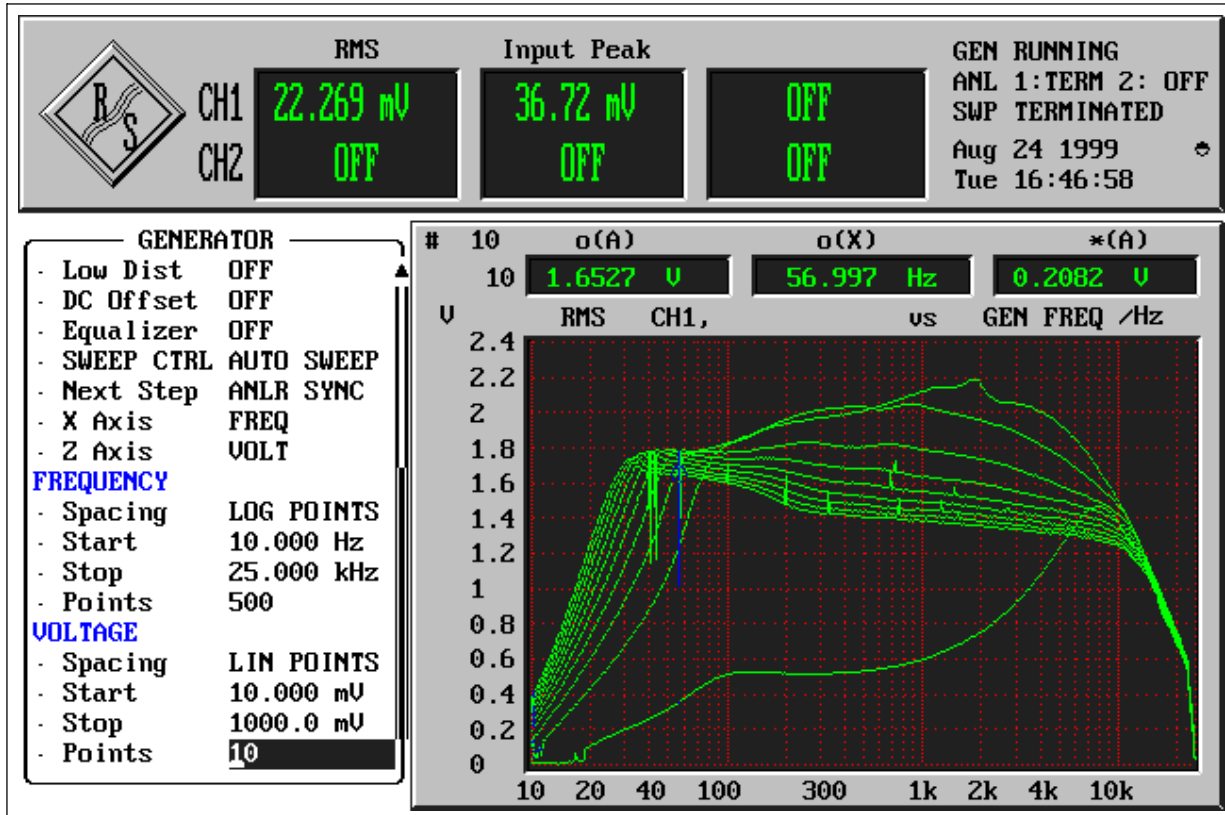 RMS Input Peak
R S
CH1 22.269 mV 36.72 mV OFF
CH2 OFF OFF OFF
GEN RUNNING
ANL 1:TERM 2: OFF
SWP TERMINATED
Aug 24 1999
Tue 16:46:58
GENERATOR
· Low Dist OFF
· DC Offset OFF
· Equalizer OFF
· SWEEP CTRL AUTO SWEEP
· Next Step ANLR SYNC
· X Axis FREQ
· Z Axis VOLT
FREQUENCY
· Spacing LOG POINTS
· Start 10.000 Hz
· Stop 25.000 kHz
· Points 500
VOLTAGE
· Spacing LIN POINTS
· Start 10.000 mV
· Stop 1000.0 mV
· Points 10
# 10 o(A) o(X) *(A)
10 1.6527 V 56.997 Hz 0.2082 V
V RMS CH1, vs GEN FREQ /Hz
2.4
2.2
2
1.8
1.6
1.4
1.2
1
0.8
0.6
0.4
0.2
0
10 20 40 100 300 1k 2k 4k 10k